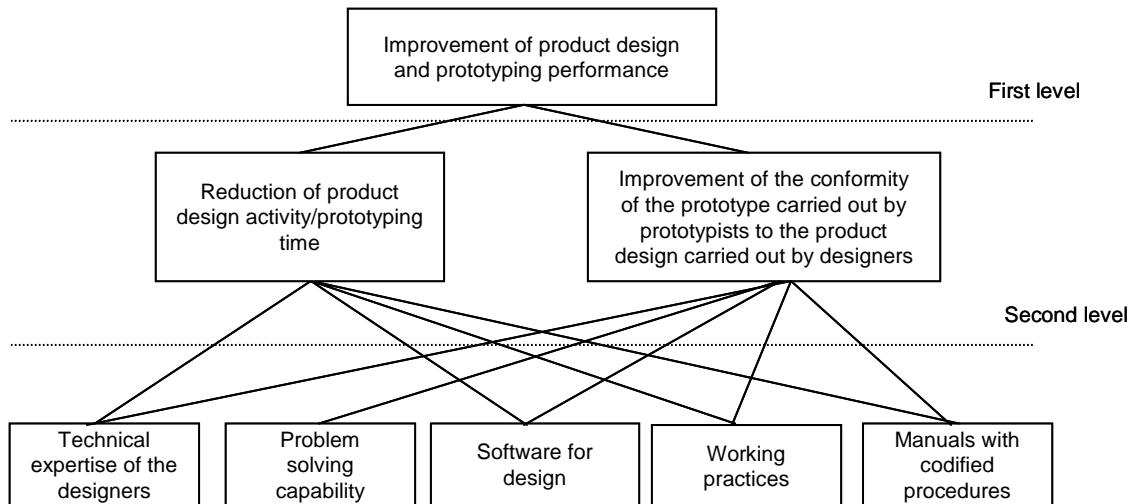 Improvement of product design
and prototyping performance
First level
Reduction of product
design activity/prototyping
time
Improvement of the conformity
of the prototype carried out by
prototypists to the product
design carried out by designers
Second level
Technical
expertise of the
designers
Problem
solving
capability
Software for
design
Working
practices
Manuals with
codified
procedures